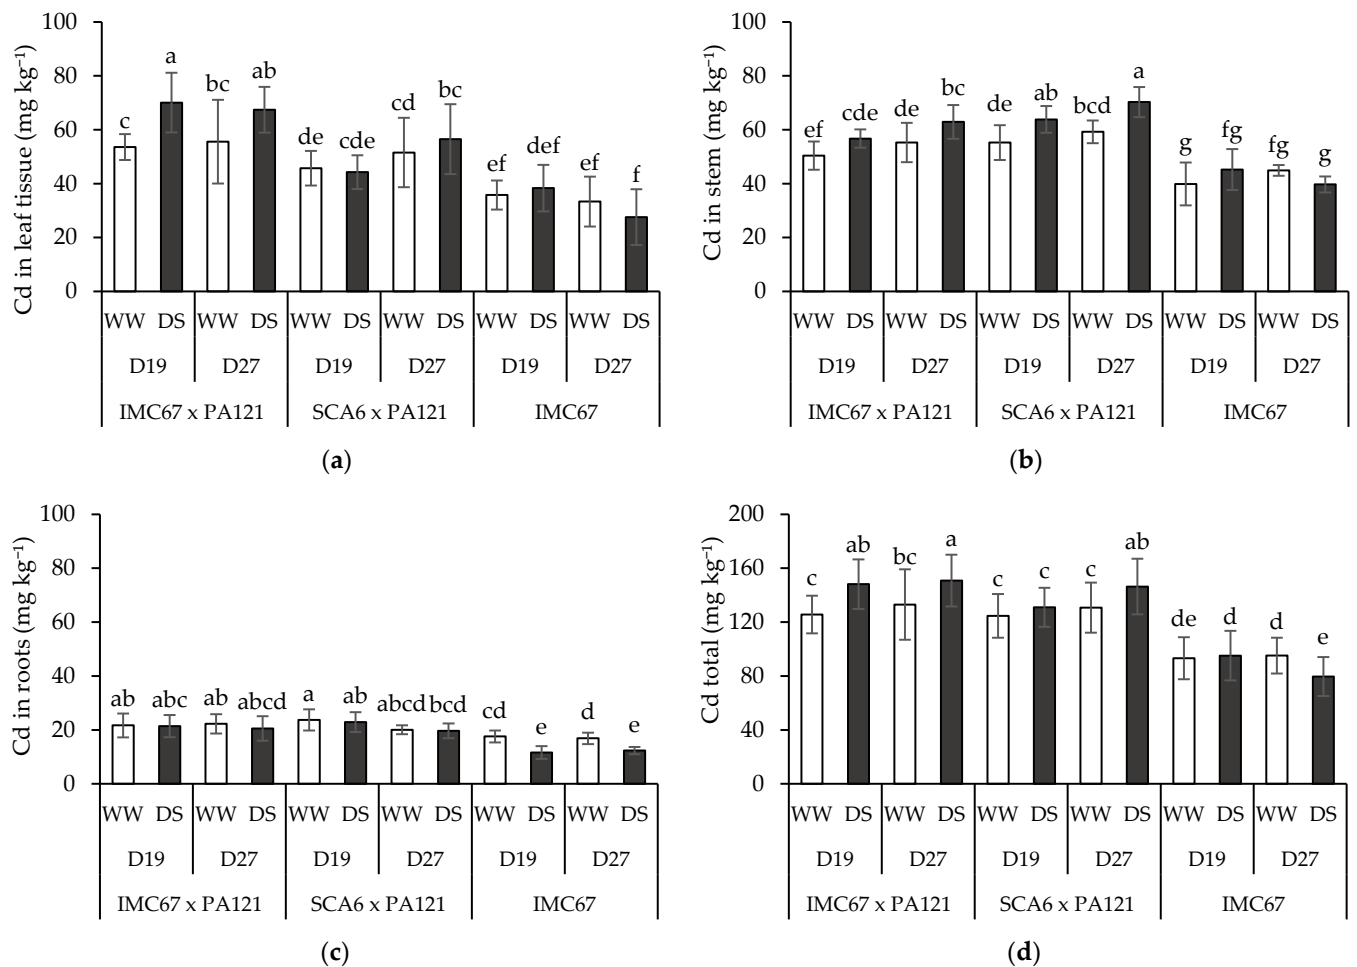 Cd in leaf tissue (mg kg⁻¹)
100
80
60
40
20
0
c a bc ab de cde cd bc ef def ef f
WW DS WW DS WW DS WW DS WW DS WW DS
D19 D27 D19 D27 D19 D27
IMC67 x PA121 SCA6 x PA121 IMC67
(a)
Cd in stem (mg kg⁻¹)
100
80
60
40
20
0
ef cde de bc de ab bcd a g fg fg g
WW DS WW DS WW DS WW DS WW DS WW DS
D19 D27 D19 D27 D19 D27
IMC67 x PA121 SCA6 x PA121 IMC67
(b)
Cd in roots (mg kg⁻¹)
100
80
60
40
20
0
ab abc ab abcd a ab abcd bcd cd e d e
WW DS WW DS WW DS WW DS WW DS WW DS
D19 D27 D19 D27 D19 D27
IMC67 x PA121 SCA6 x PA121 IMC67
(c)
Cd total (mg kg⁻¹)
200
160
120
80
40
0
c ab bc a c c c ab de d d e
WW DS WW DS WW DS WW DS WW DS WW DS
D19 D27 D19 D27 D19 D27
IMC67 x PA121 SCA6 x PA121 IMC67
(d)